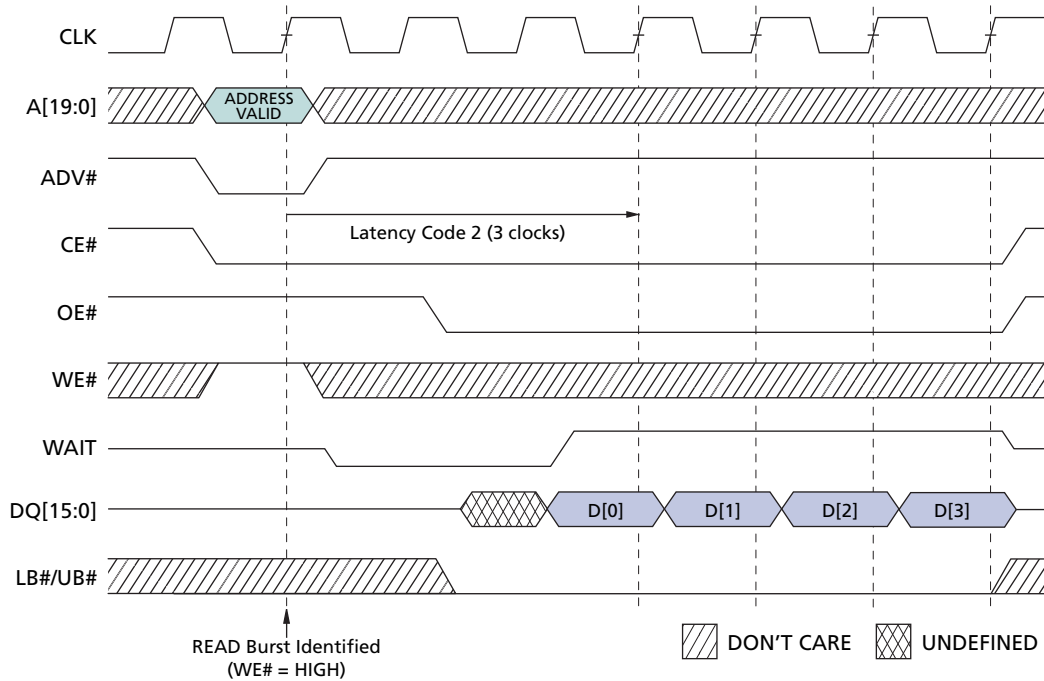 CLK
A[19:0]
ADDRESS
VALID
ADV#
Latency Code 2 (3 clocks)
CE#
OE#
WE#
WAIT
DQ[15:0]
D[0] D[1] D[2] D[3]
LB#/UB#
READ Burst Identified
(WE# = HIGH)
DON'T CARE UNDEFINED